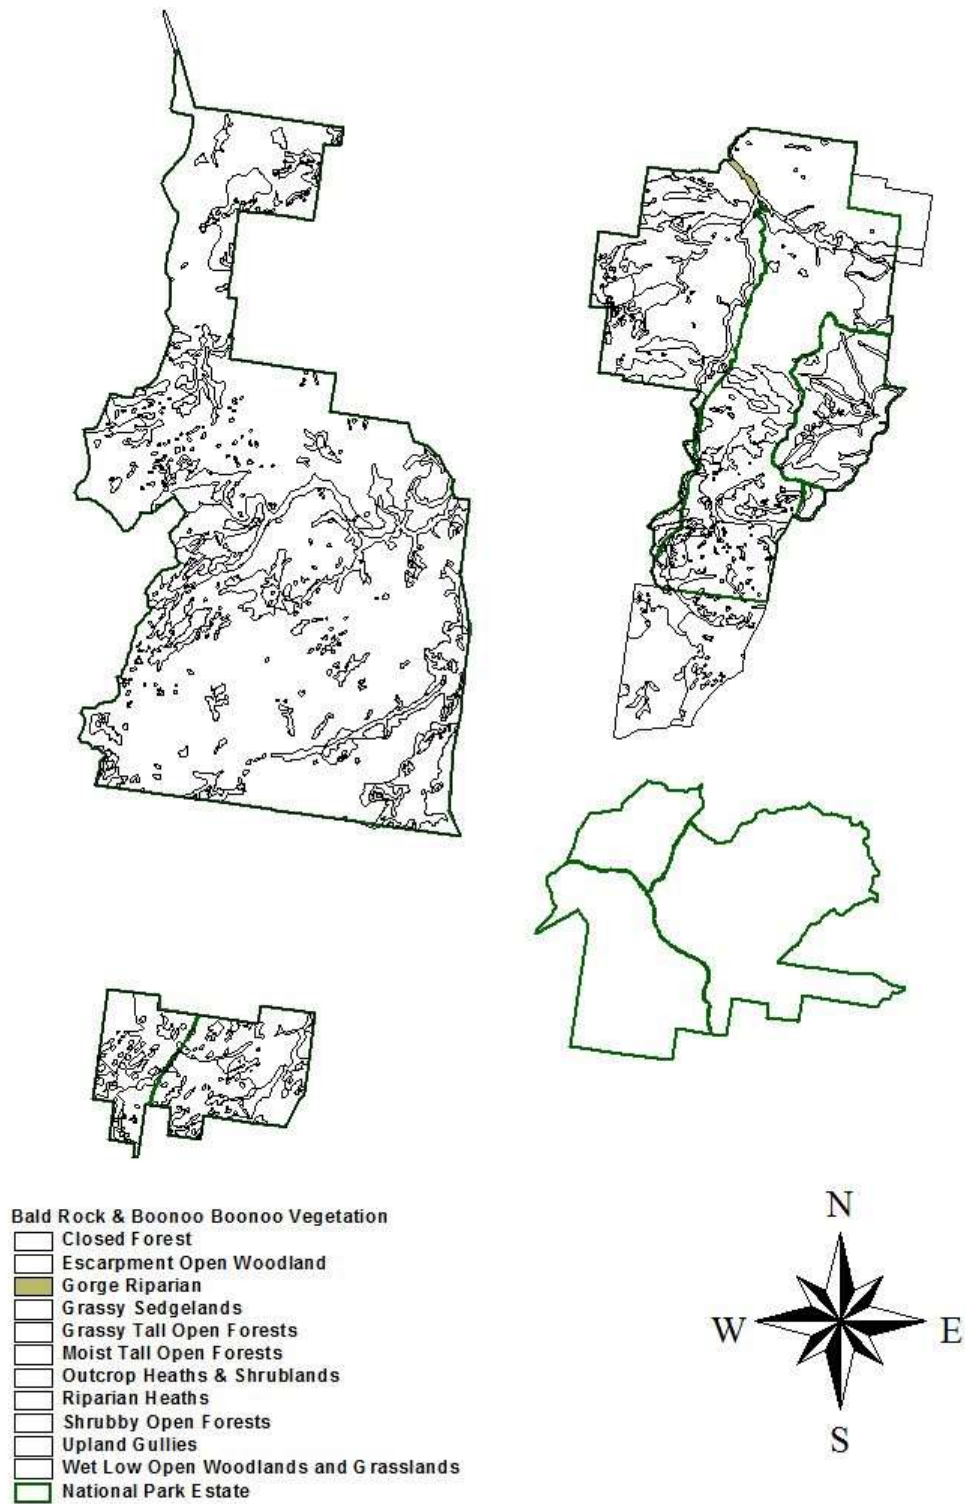 Bald Rock & Boonoo Boonoo Vegetation
Closed Forest
Escarpment Open Woodland
Gorge Riparian
Grassy Sedgelands
Grassy Tall Open Forests
Moist Tall Open Forests
Outcrop Heaths & Shrublands
Riparian Heaths
Shrubby Open Forests
Upland Gullies
Wet Low Open Woodlands and Grasslands
National Park Estate
N
W E
S